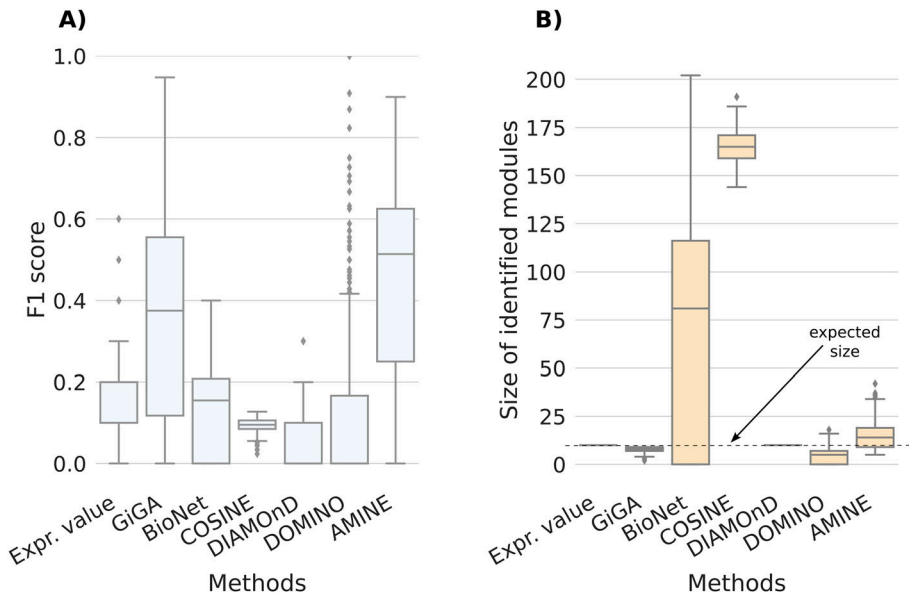 A)
F1 score
1.0
0.8
0.6
0.4
0.2
0.0
Expr. value
GiGA
BioNet
COSINE
DIAMOnD
DOMINO
AMINE
Methods
B)
Size of identified modules
200
175
150
125
100
75
50
25
0
expected
size
Expr. value
GiGA
BioNet
COSINE
DIAMOnD
DOMINO
AMINE
Methods